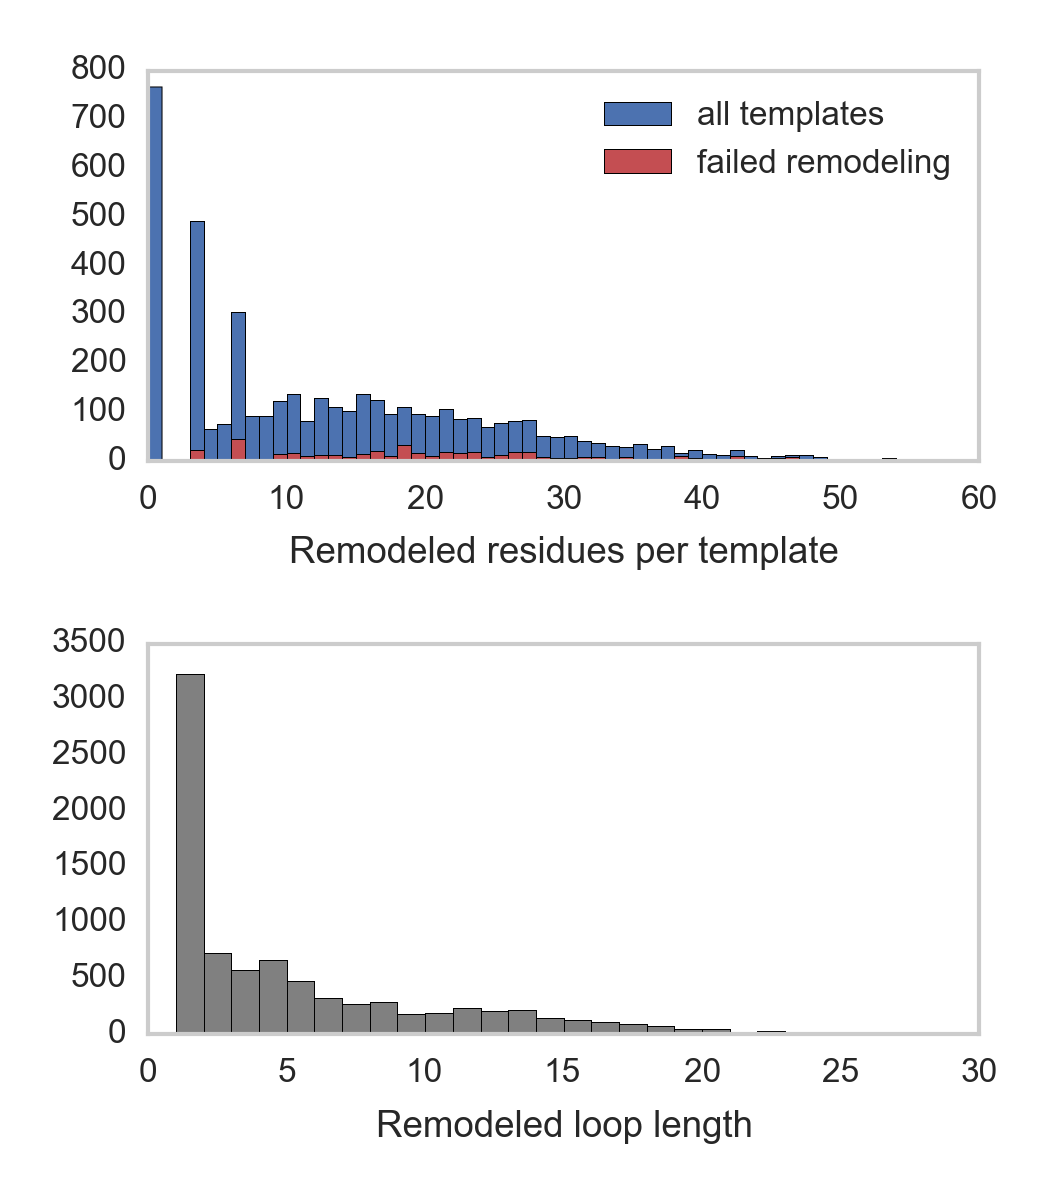 800
700
600
500
400
300
200
100
0
all templates
failed remodeling
0 10 20 30 40 50 60
Remodeled residues per template
3500
3000
2500
2000
1500
1000
500
0
0 5 10 15 20 25 30
Remodeled loop length